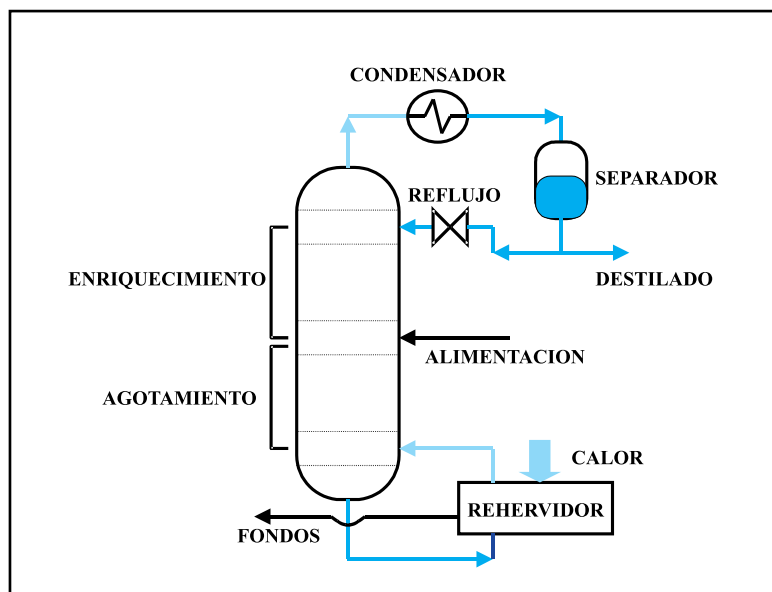 CONDENSADOR
SEPARADOR
REFLUJO
DESTILADO
ENRIQUECIMIENTO
ALIMENTACION
AGOTAMIENTO
CALOR
REHERVIDOR
FONDOS